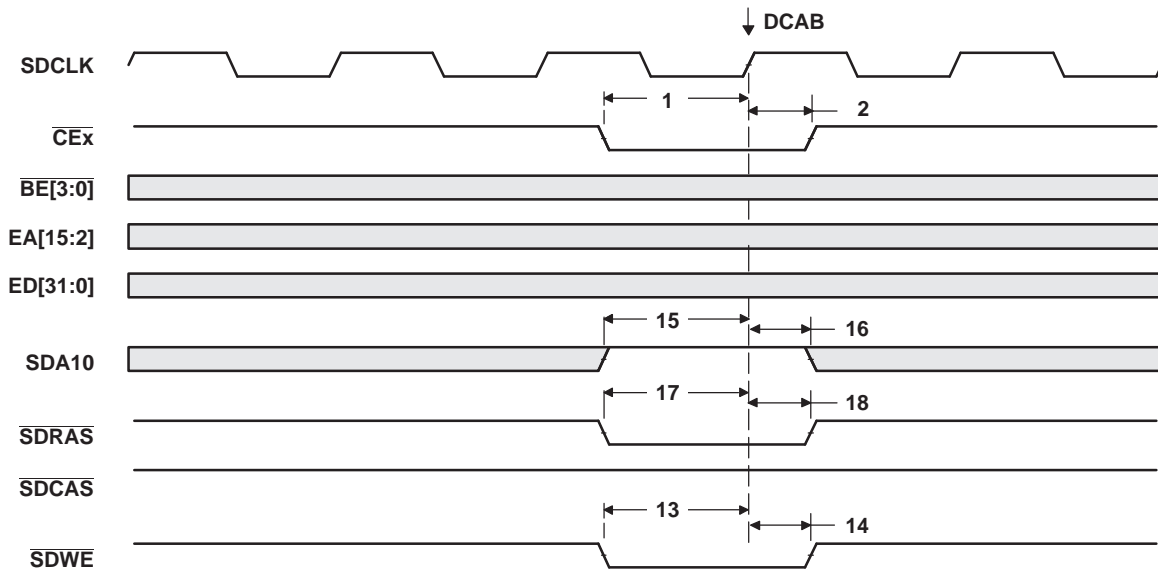 DCAB
SDCLK
1
2
CEx
BE[3:0]
EA[15:2]
ED[31:0]
15
16
SDA10
17
18
SDRAS
SDCAS
13
14
SDWE